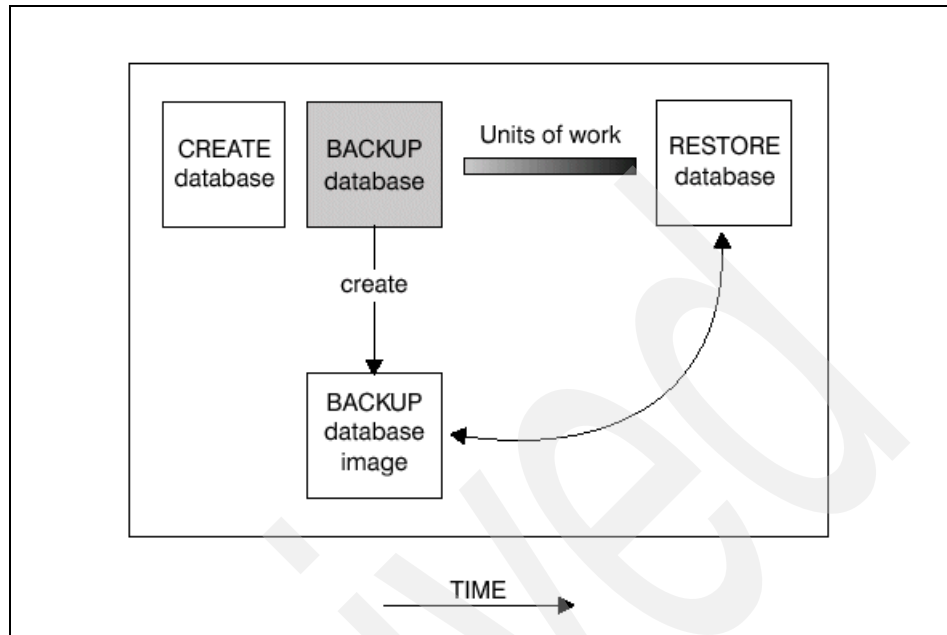 CREATE
database
BACKUP
database
Units of work
RESTORE
database
create
BACKUP
database
image
TIME